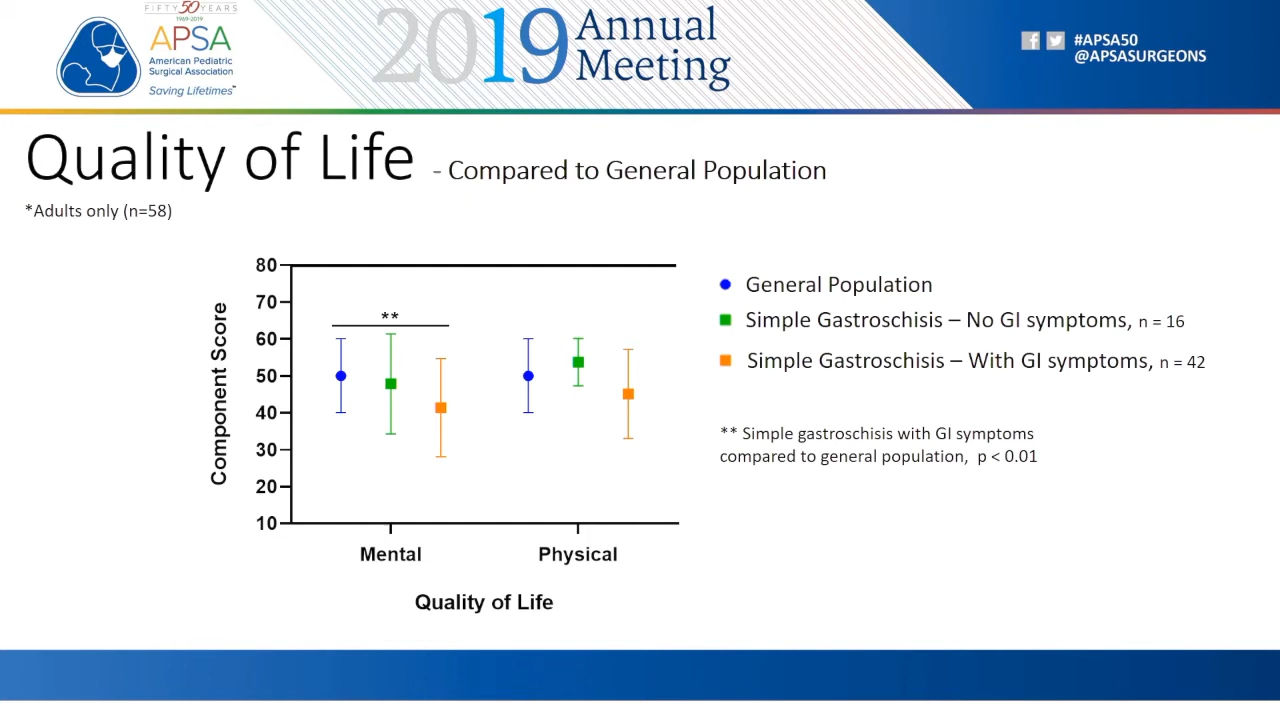 FIFTY 50 YEARS
1969-2019
APSA
American Pediatric
Surgical Association
Saving Lifetimes™
2019 Annual
Meeting
#APSA50
@APSASURGEONS
Quality of Life - Compared to General Population
*Adults only (n=58)
80
70
60
50
40
30
20
10
Component Score
**
Mental
Physical
Quality of Life
General Population
Simple Gastroschisis – No GI symptoms, n = 16
Simple Gastroschisis – With GI symptoms, n = 42
** Simple gastroschisis with GI symptoms
compared to general population, p < 0.01